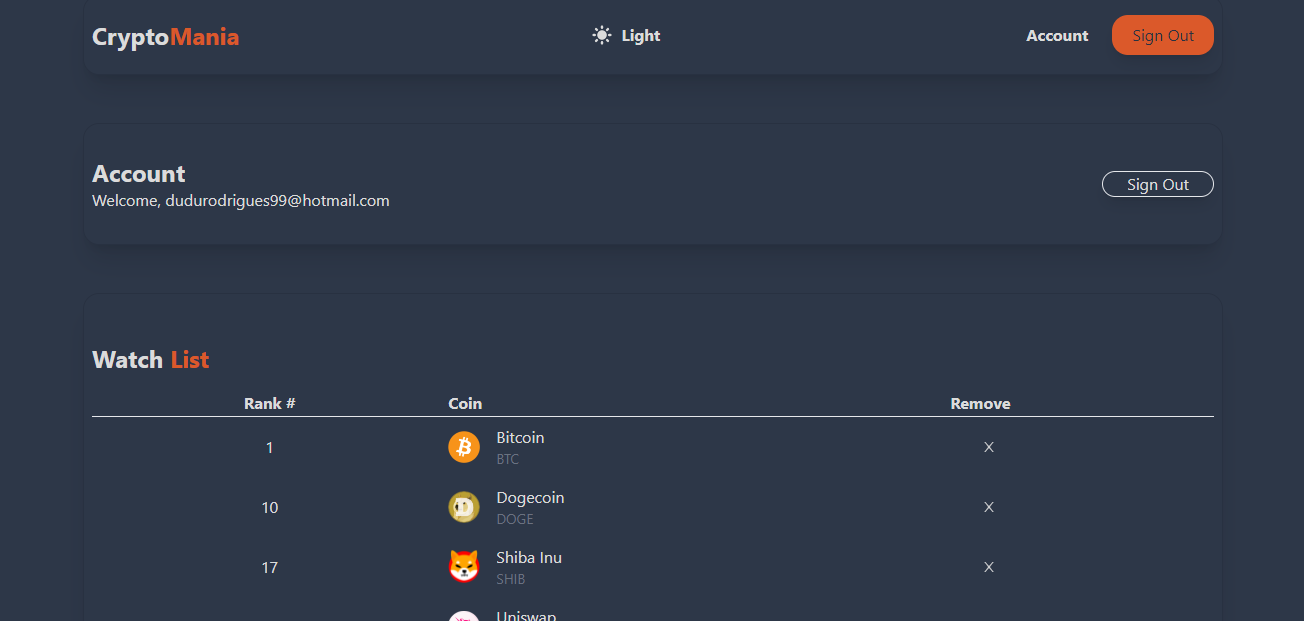 CryptoMania
Light
Account
Sign Out
Account
Welcome, dudurodrigues99@hotmail.com
Sign Out
Watch List
Rank # Coin Remove
1 Bitcoin X
BTC
10 Dogecoin X
DOGE
17 Shiba Inu X
SHIB
Uniswap